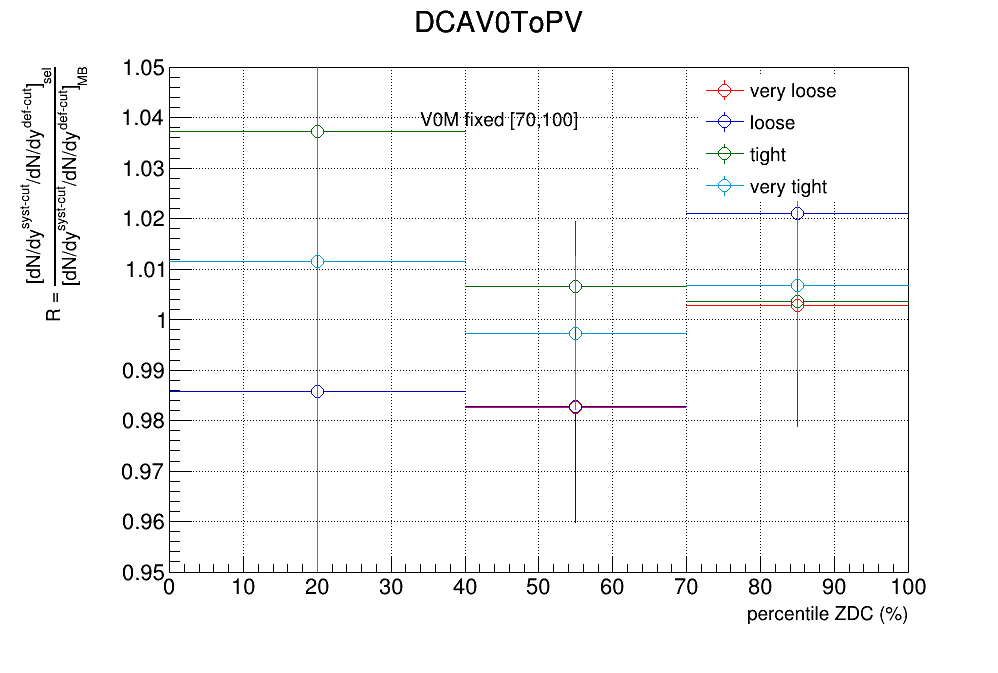 DCAV0ToPV
R = [dN/dy^syst-cut/dN/dy^def-cut]_sel / [dN/dy^syst-cut/dN/dy^def-cut]_MB
1.05
1.04
1.03
1.02
1.01
1
0.99
0.98
0.97
0.96
0.95
V0M fixed [70,100]
very loose
loose
tight
very tight
0 10 20 30 40 50 60 70 80 90 100
percentile ZDC (%)